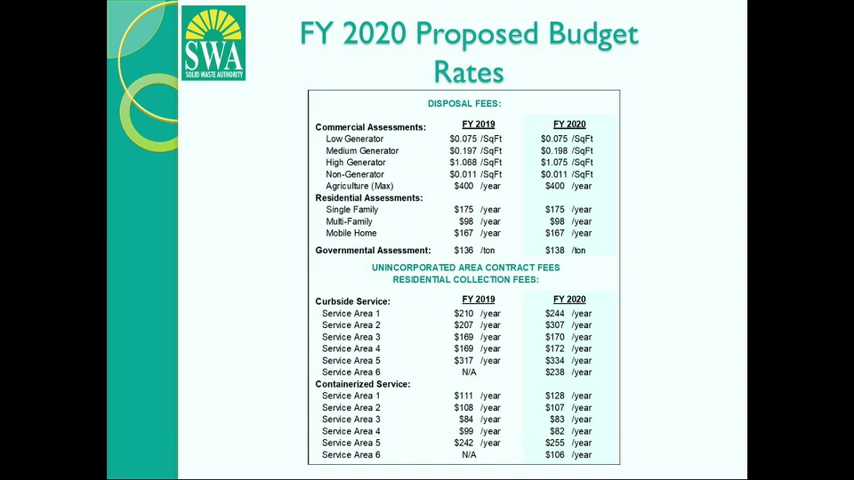 SWA
SOLID WASTE AUTHORITY
FY 2020 Proposed Budget
Rates
DISPOSAL FEES:
Commercial Assessments: FY 2019 FY 2020
Low Generator $0.075 /SqFt $0.075 /SqFt
Medium Generator $0.197 /SqFt $0.198 /SqFt
High Generator $1.068 /SqFt $1.075 /SqFt
Non-Generator $0.011 /SqFt $0.011 /SqFt
Agriculture (Max) $400 /year $400 /year
Residential Assessments:
Single Family $175 /year $175 /year
Multi-Family $98 /year $98 /year
Mobile Home $167 /year $167 /year
Governmental Assessment: $136 /ton $138 /ton
UNINCORPORATED AREA CONTRACT FEES
RESIDENTIAL COLLECTION FEES:
Curbside Service: FY 2019 FY 2020
Service Area 1 $210 /year $244 /year
Service Area 2 $207 /year $307 /year
Service Area 3 $169 /year $170 /year
Service Area 4 $169 /year $172 /year
Service Area 5 $317 /year $334 /year
Service Area 6 N/A $238 /year
Containerized Service:
Service Area 1 $111 /year $128 /year
Service Area 2 $108 /year $107 /year
Service Area 3 $84 /year $83 /year
Service Area 4 $99 /year $82 /year
Service Area 5 $242 /year $255 /year
Service Area 6 N/A $106 /year